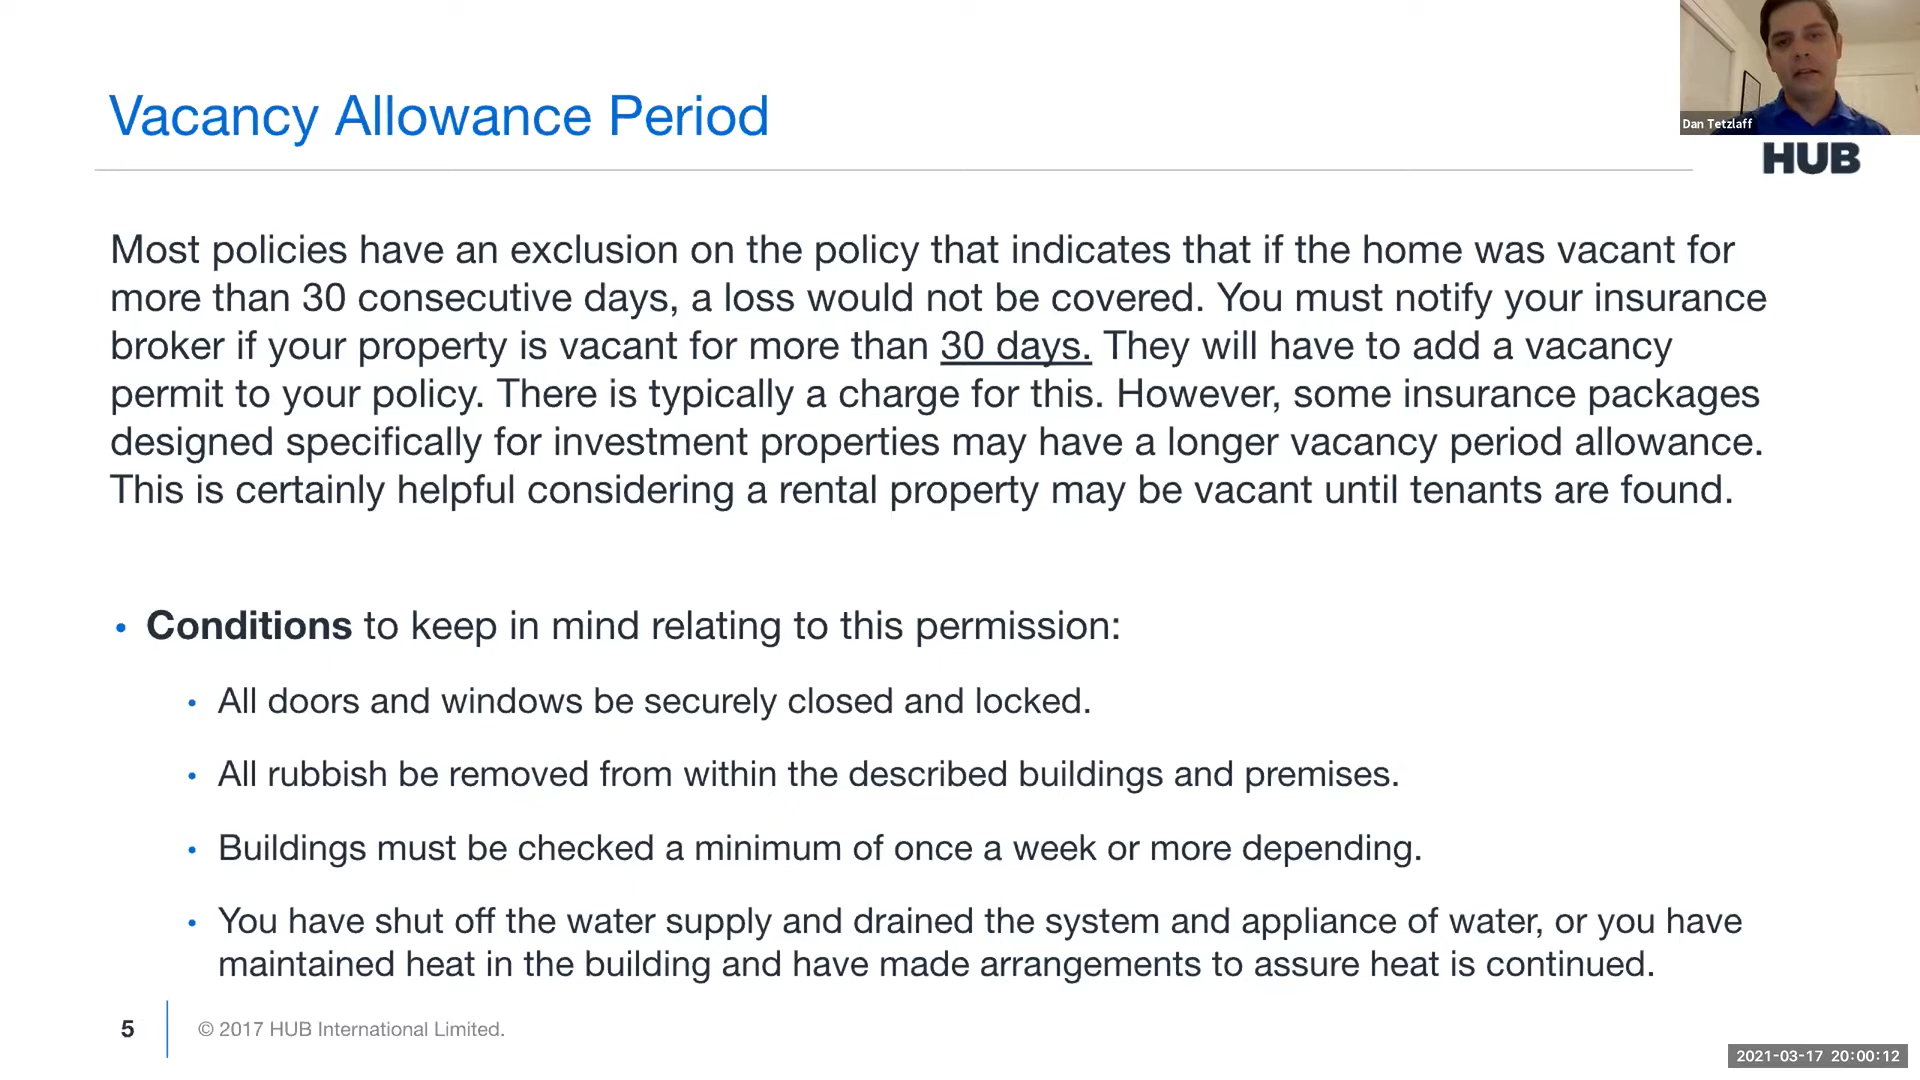 Vacancy Allowance Period
Dan Tetzlaff
HUB
Most policies have an exclusion on the policy that indicates that if the home was vacant for
more than 30 consecutive days, a loss would not be covered. You must notify your insurance
broker if your property is vacant for more than 30 days. They will have to add a vacancy
permit to your policy. There is typically a charge for this. However, some insurance packages
designed specifically for investment properties may have a longer vacancy period allowance.
This is certainly helpful considering a rental property may be vacant until tenants are found.
• Conditions to keep in mind relating to this permission:
• All doors and windows be securely closed and locked.
• All rubbish be removed from within the described buildings and premises.
• Buildings must be checked a minimum of once a week or more depending.
• You have shut off the water supply and drained the system and appliance of water, or you have
maintained heat in the building and have made arrangements to assure heat is continued.
5
© 2017 HUB International Limited.
2021-03-17 20:00:12